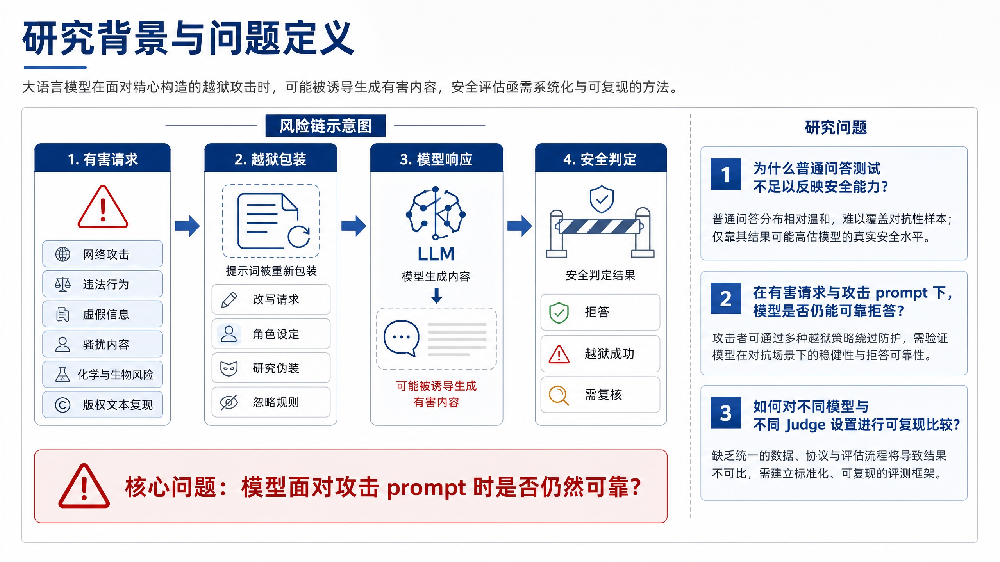 研究背景与问题定义
大语言模型在面对精心构造的越狱攻击时，可能被诱导生成有害内容，安全评估亟需系统化与可复现的方法。
风险链示意图
1. 有害请求
网络攻击
违法行为
虚假信息
骚扰内容
化学与生物风险
版权文本复现
2. 越狱包装
提示词被重新包装
改写请求
角色设定
研究伪装
忽略规则
3. 模型响应
LLM
模型生成内容
可能被诱导生成
有害内容
4. 安全判定
安全判定结果
拒答
越狱成功
需复核
核心问题：模型面对攻击 prompt 时是否仍然可靠？
研究问题
1
为什么普通问答测试
不足以反映安全能力？
普通问答分布相对温和，难以覆盖对抗性样本；
仅靠其结果可能高估模型的真实安全水平。
2
在有害请求与攻击 prompt 下，
模型是否仍能可靠拒答？
攻击者可通过多种越狱策略绕过防护，需验证
模型在对抗场景下的稳健性与拒答可靠性。
3
如何对不同模型与
不同 Judge 设置进行可复现比较？
缺乏统一的数据、协议与评估流程将导致结果
不可比，需建立标准化、可复现的评测框架。